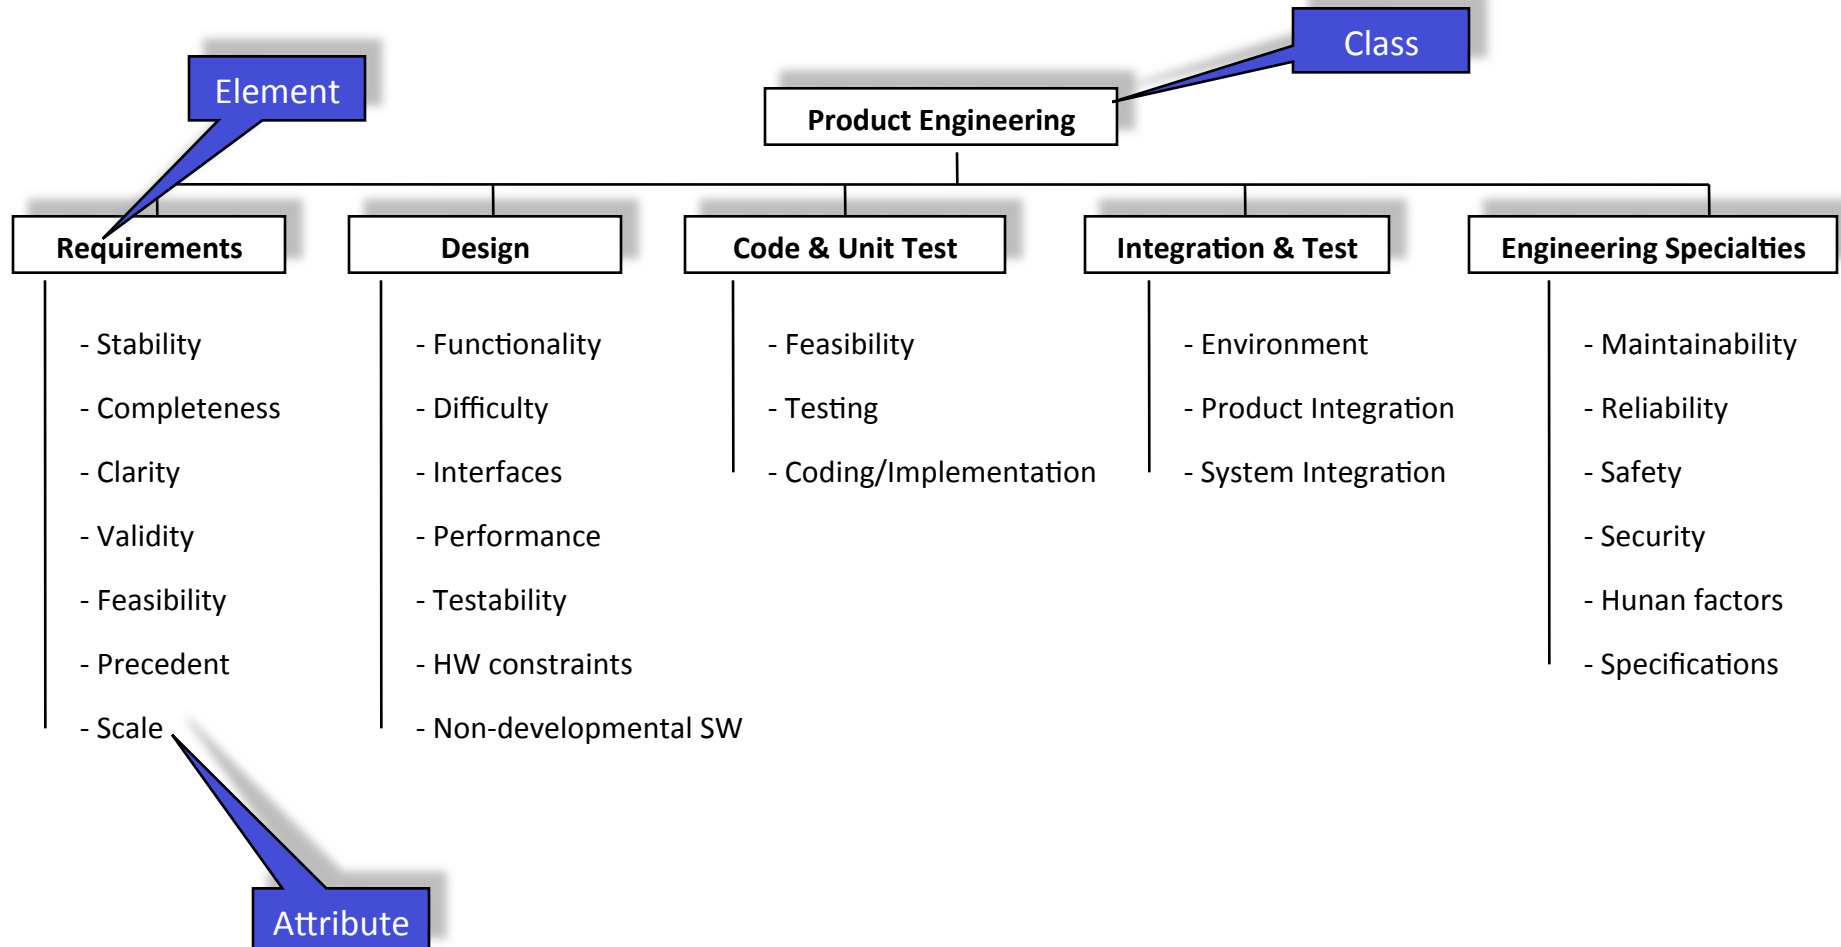 Class
Element
Product Engineering
Requirements
Design
Code & Unit Test
Integration & Test
Engineering Specialties
- Stability
- Completeness
- Clarity
- Validity
- Feasibility
- Precedent
- Scale
- Functionality
- Difficulty
- Interfaces
- Performance
- Testability
- HW constraints
- Non-developmental SW
- Feasibility
- Testing
- Coding/Implementation
- Environment
- Product Integration
- System Integration
- Maintainability
- Reliability
- Safety
- Security
- Hunan factors
- Specifications
Attribute